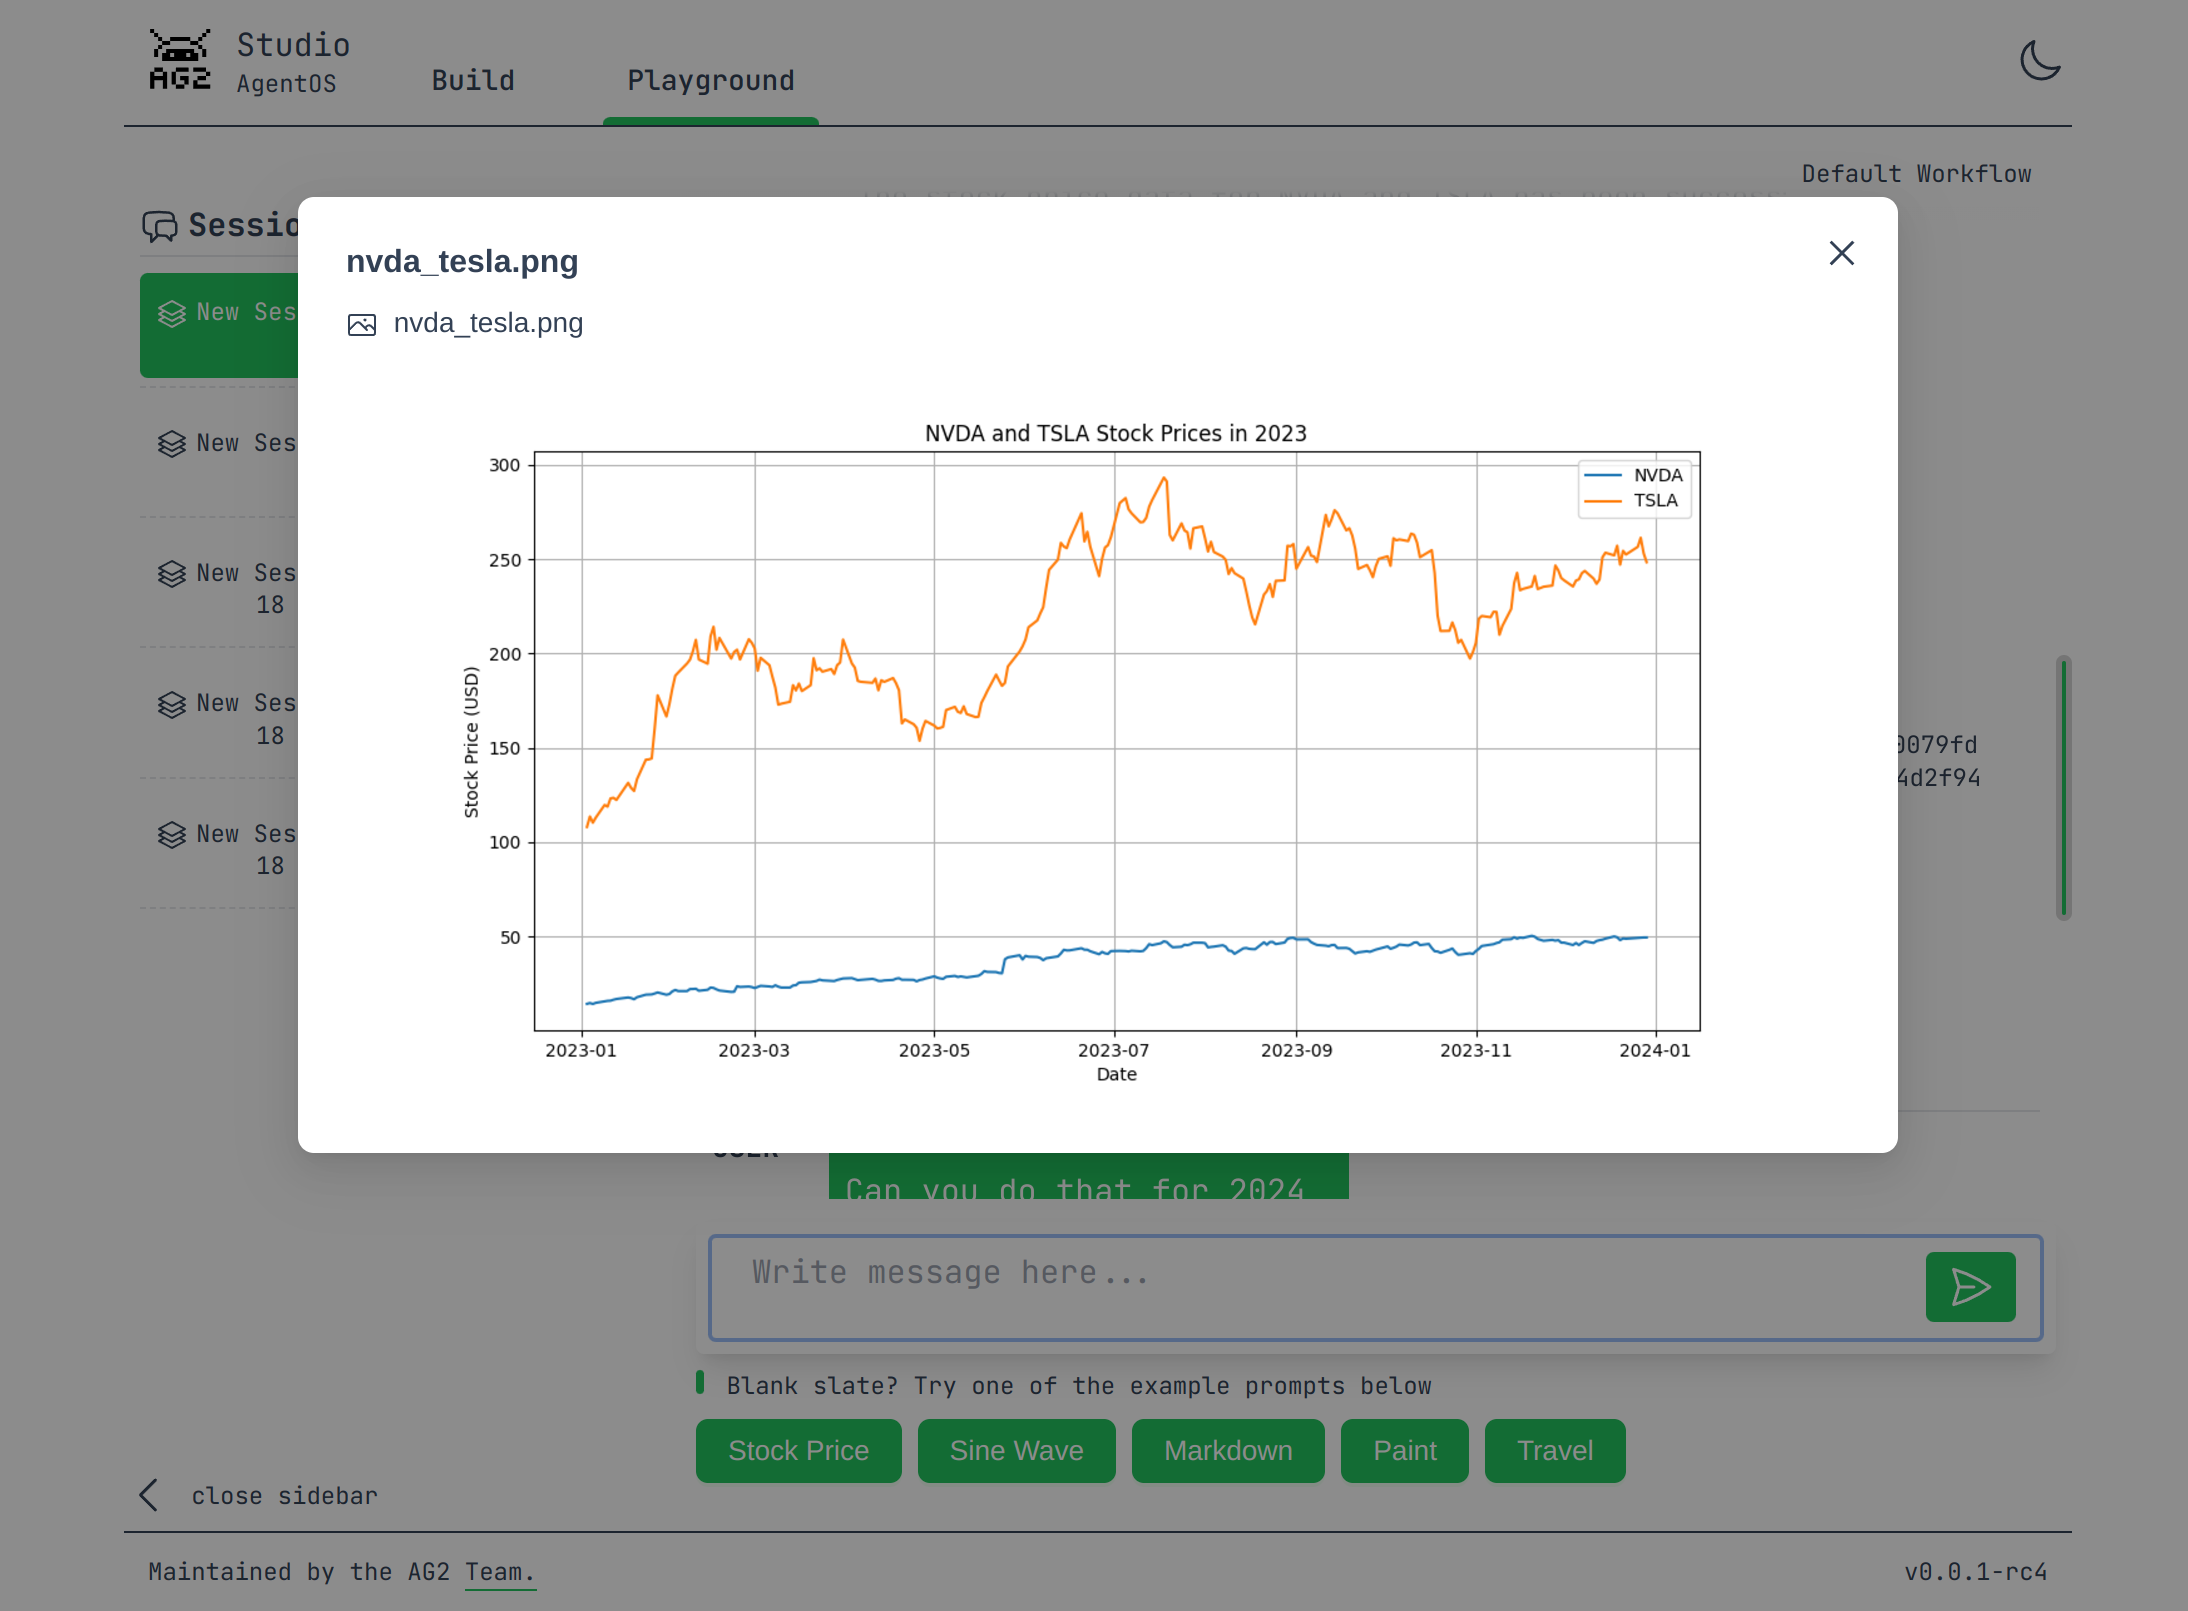 Studio
AG2
AgentOS
Build
Playground
Default Workflow
Sessio
New Ses
New Ses
New Ses
18
New Ses
18
New Ses
18
nvda_tesla.png
nvda_tesla.png
NVDA and TSLA Stock Prices in 2023
NVDA
TSLA
300
250
200
150
100
50
Stock Price (USD)
2023-01
2023-03
2023-05
2023-07
2023-09
2023-11
2024-01
Date
0079fd
4d2f94
USER
Can you do that for 2024
Write message here...
Blank slate? Try one of the example prompts below
Stock Price
Sine Wave
Markdown
Paint
Travel
close sidebar
Maintained by the AG2 Team.
v0.0.1-rc4